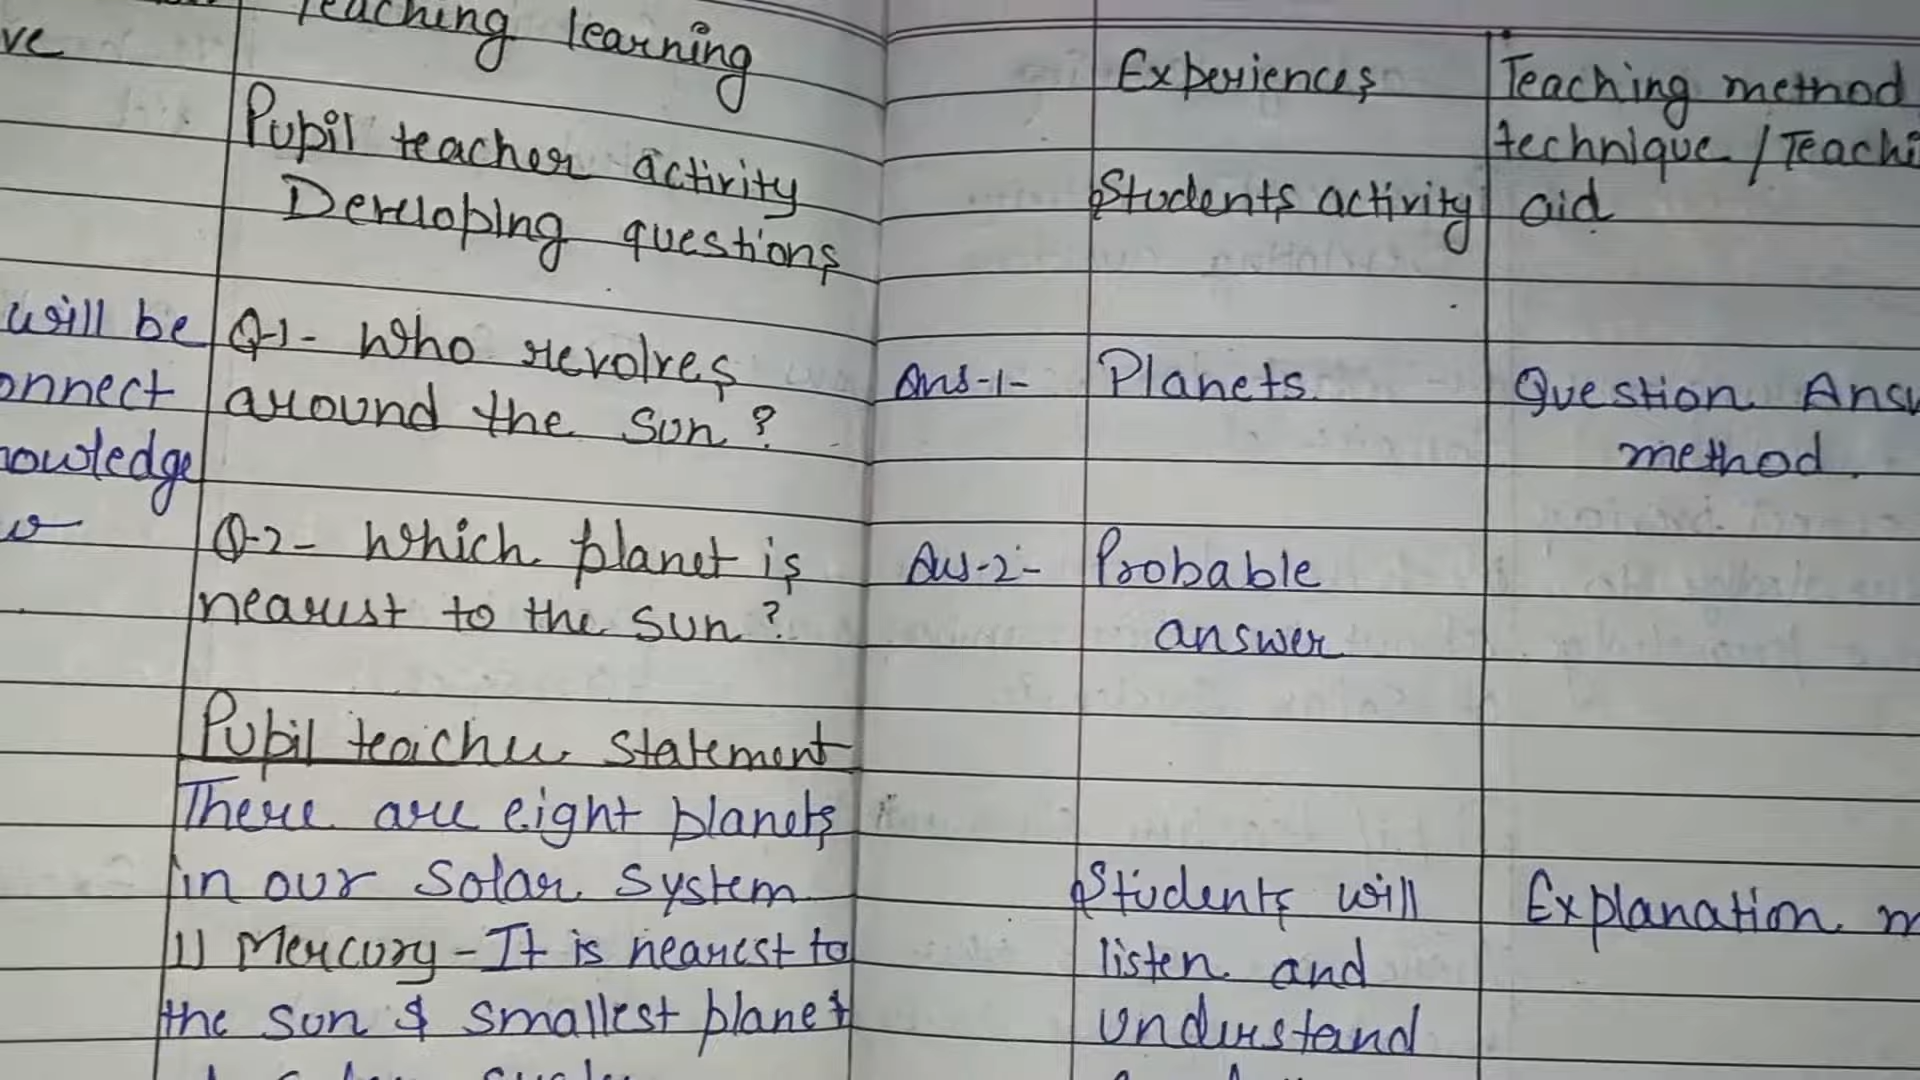 Teaching learning
Experiences
Teaching method
Pupil teacher activity
technique / Teachi
Students activity
aid
Developing questions
will be
Q-1- Who revolves
Ans-1-
Planets.
Question Answ
onnect
around the Sun ?
method.
nowledge
Q-2- Which planet is
Ans-2-
Probable
nearest to the sun ?
answer
Pupil teacher statement
There are eight planets
in our Solar System
Students will
Explanation m
1) Mercury - It is nearest to
listen and
the sun & smallest planet
understand